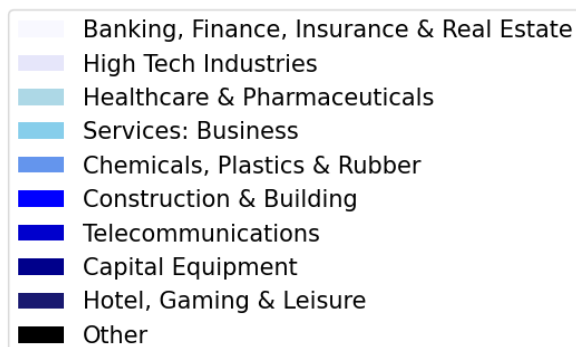 Banking, Finance, Insurance & Real Estate
High Tech Industries
Healthcare & Pharmaceuticals
Services: Business
Chemicals, Plastics & Rubber
Construction & Building
Telecommunications
Capital Equipment
Hotel, Gaming & Leisure
Other